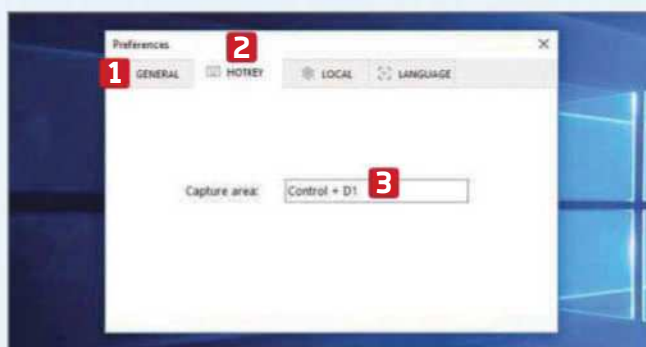 Preferences
1 GENERAL 2 HOTKEY LOCAL LANGUAGE
Capture area: Control + D1 3